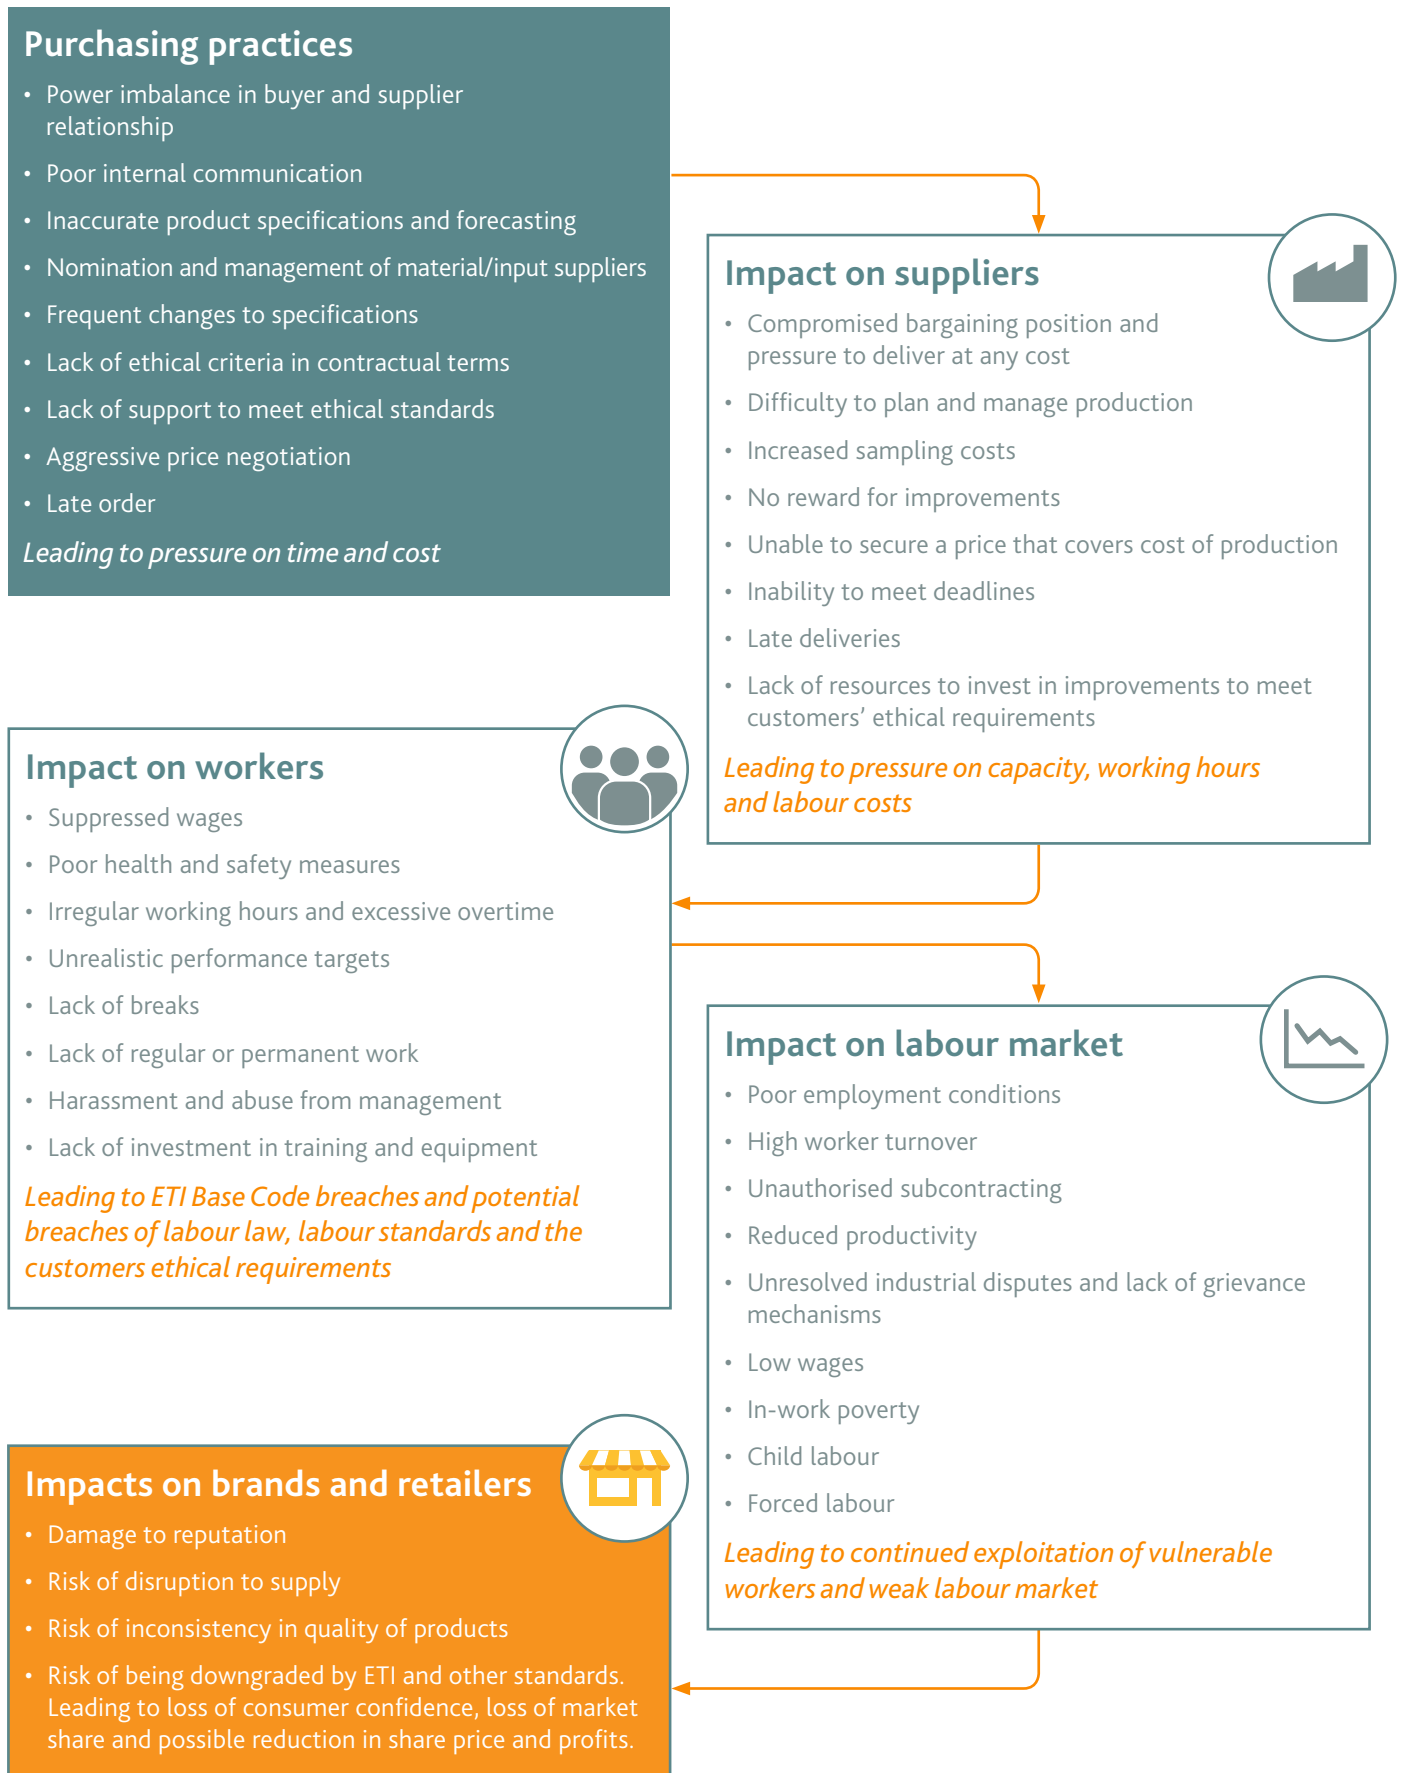 Purchasing practices
• Power imbalance in buyer and supplier
relationship
• Poor internal communication
• Inaccurate product specifications and forecasting
• Nomination and management of material/input suppliers
• Frequent changes to specifications
• Lack of ethical criteria in contractual terms
• Lack of support to meet ethical standards
• Aggressive price negotiation
• Late order
Leading to pressure on time and cost
Impact on suppliers
• Compromised bargaining position and
pressure to deliver at any cost
• Difficulty to plan and manage production
• Increased sampling costs
• No reward for improvements
• Unable to secure a price that covers cost of production
• Inability to meet deadlines
• Late deliveries
• Lack of resources to invest in improvements to meet
customers’ ethical requirements
Leading to pressure on capacity, working hours
and labour costs
Impact on workers
• Suppressed wages
• Poor health and safety measures
• Irregular working hours and excessive overtime
• Unrealistic performance targets
• Lack of breaks
• Lack of regular or permanent work
• Harassment and abuse from management
• Lack of investment in training and equipment
Leading to ETI Base Code breaches and potential
breaches of labour law, labour standards and the
customers ethical requirements
Impact on labour market
• Poor employment conditions
• High worker turnover
• Unauthorised subcontracting
• Reduced productivity
• Unresolved industrial disputes and lack of grievance
mechanisms
• Low wages
• In-work poverty
• Child labour
• Forced labour
Leading to continued exploitation of vulnerable
workers and weak labour market
Impacts on brands and retailers
• Damage to reputation
• Risk of disruption to supply
• Risk of inconsistency in quality of products
• Risk of being downgraded by ETI and other standards.
Leading to loss of consumer confidence, loss of market
share and possible reduction in share price and profits.